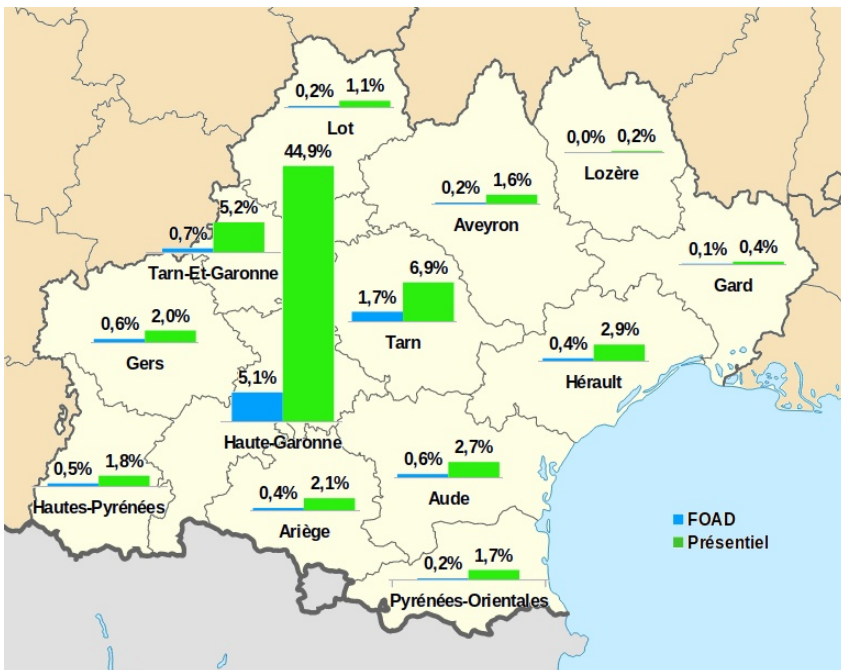 0,2% 1,1%
Lot
44,9%
0,0% 0,2%
Lozère
0,2% 1,6%
Aveyron
0,7% 5,2%
Tarn-Et-Garonne
0,1% 0,4%
Gard
1,7% 6,9%
Tarn
0,6% 2,0%
Gers
0,4% 2,9%
Hérault
5,1%
Haute-Garonne
0,5% 1,8%
Hautes-Pyrénées
0,6% 2,7%
Aude
0,4% 2,1%
Ariège
FOAD
Présentiel
0,2% 1,7%
Pyrénées-Orientales